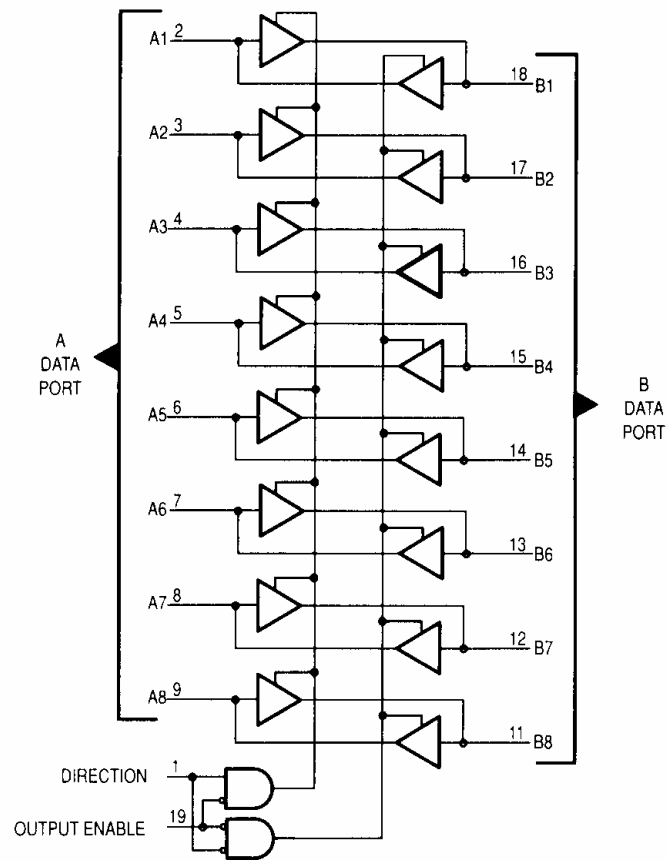 A1 2
18 B1
A2 3
17 B2
A3 4
16 B3
A4 5
15 B4
A DATA PORT
B DATA PORT
A5 6
14 B5
A6 7
13 B6
A7 8
12 B7
A8 9
11 B8
DIRECTION 1
OUTPUT ENABLE 19